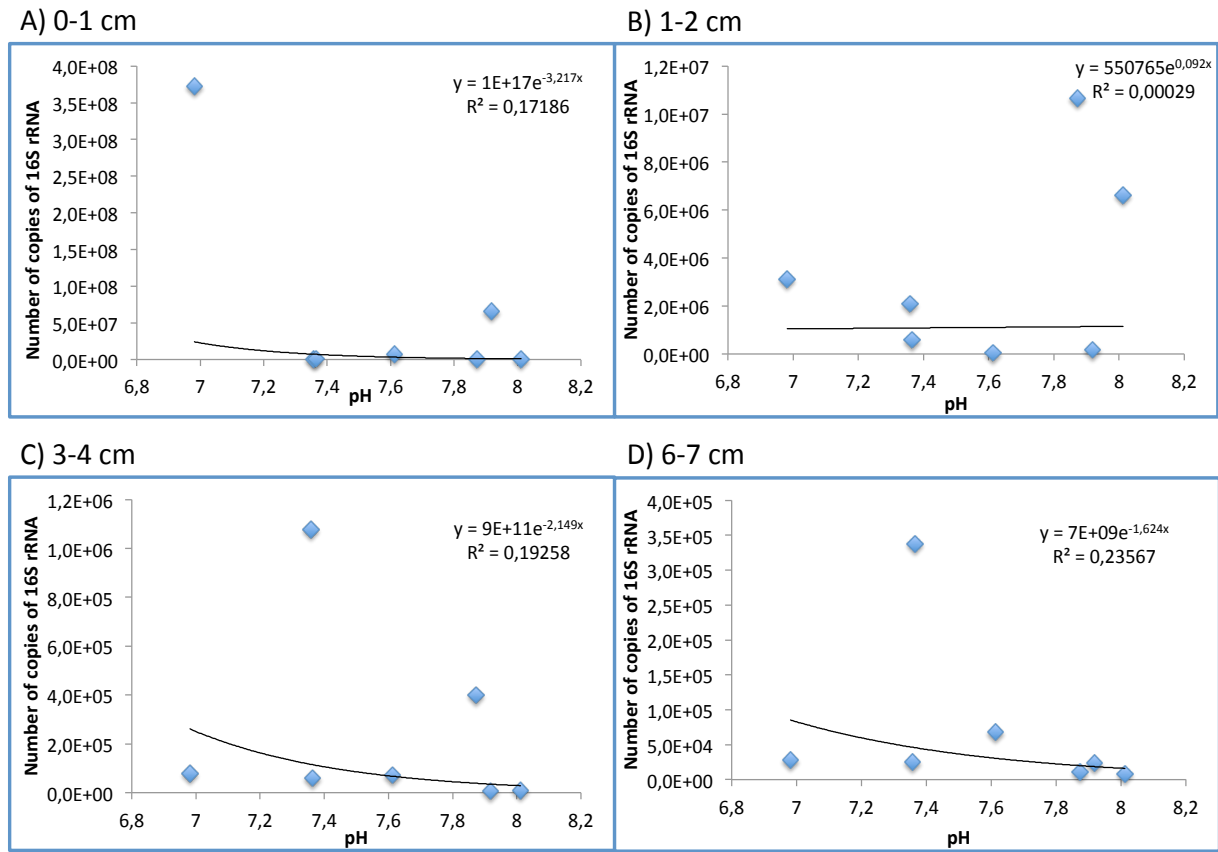 A) 0-1 cm
Number of copies of 16S rRNA
4,0E+08
3,5E+08
3,0E+08
2,5E+08
2,0E+08
1,5E+08
1,0E+08
5,0E+07
0,0E+00
y = 1E+17e^-3,217x
R² = 0,17186
6,8 7 7,2 7,4 7,6 7,8 8 8,2
pH
B) 1-2 cm
Number of copies of 16S rRNA
1,2E+07
1,0E+07
8,0E+06
6,0E+06
4,0E+06
2,0E+06
0,0E+00
y = 550765e^0,092x
R² = 0,00029
6,8 7 7,2 7,4 7,6 7,8 8 8,2
pH
C) 3-4 cm
Number of copies of 16S rRNA
1,2E+06
1,0E+06
8,0E+05
6,0E+05
4,0E+05
2,0E+05
0,0E+00
y = 9E+11e^-2,149x
R² = 0,19258
6,8 7 7,2 7,4 7,6 7,8 8 8,2
pH
D) 6-7 cm
Number of copies of 16S rRNA
4,0E+05
3,5E+05
3,0E+05
2,5E+05
2,0E+05
1,5E+05
1,0E+05
5,0E+04
0,0E+00
y = 7E+09e^-1,624x
R² = 0,23567
6,8 7 7,2 7,4 7,6 7,8 8 8,2
pH